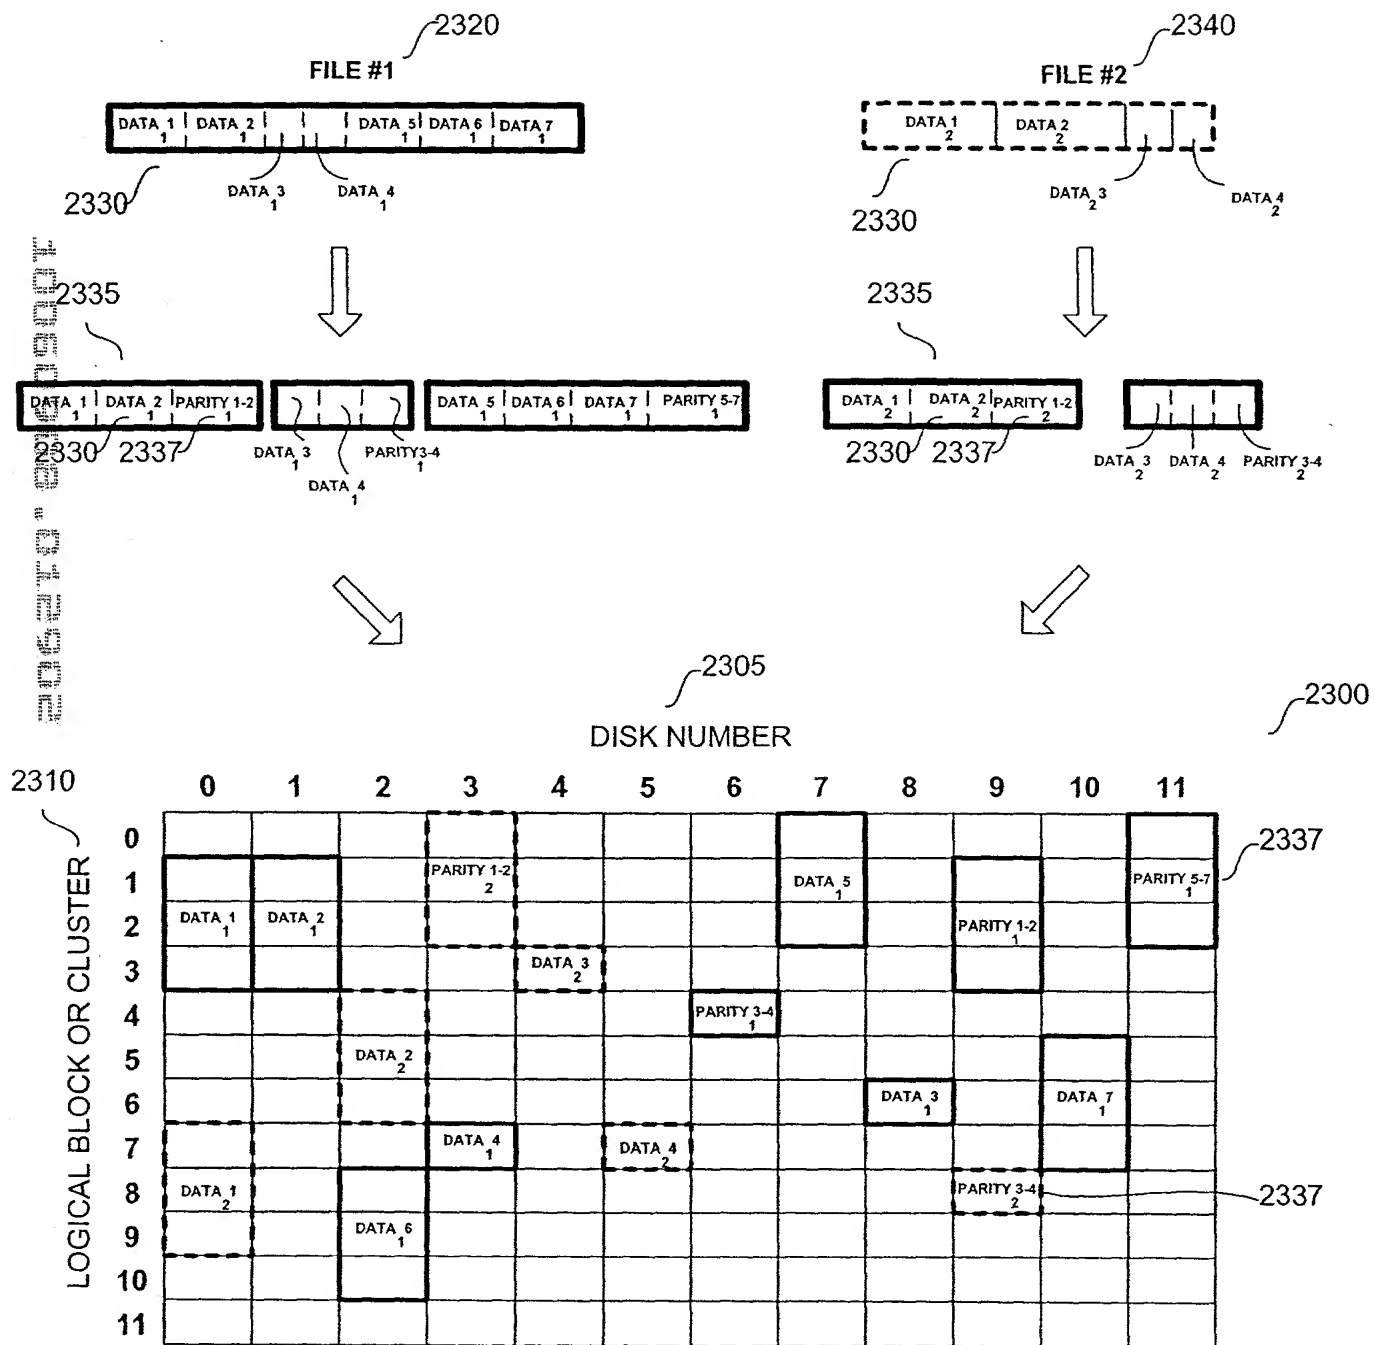 2320
2340
FILE #1
FILE #2
DATA 1 1
DATA 2 1
DATA 5 1
DATA 6 1
DATA 7 1
DATA 1 2
DATA 2 2
DATA 3 1
DATA 4 1
DATA 3 2
DATA 4 2
2330
2330
2335
2335
DATA 1 1
DATA 2 1
PARITY 1-2 1
DATA 5 1
DATA 6 1
DATA 7 1
PARITY 5-7 1
DATA 1 2
DATA 2 2
PARITY 1-2 2
2330
2337
DATA 3 1
PARITY3-4 1
DATA 4 1
2330
2337
DATA 3 2
DATA 4 2
PARITY 3-4 2
2305
2300
DISK NUMBER
2310
0 1 2 3 4 5 6 7 8 9 10 11
LOGICAL BLOCK OR CLUSTER
0
2337
1
PARITY 1-2 2
DATA 5 1
PARITY 5-7 1
2
DATA 1 1
DATA 2 1
PARITY 1-2 1
3
DATA 3 2
4
PARITY 3-4 1
5
DATA 2 2
6
DATA 3 1
DATA 7 1
7
DATA 4 1
DATA 4 2
8
DATA 1 2
PARITY 3-4 2
2337
9
DATA 6 1
10
11